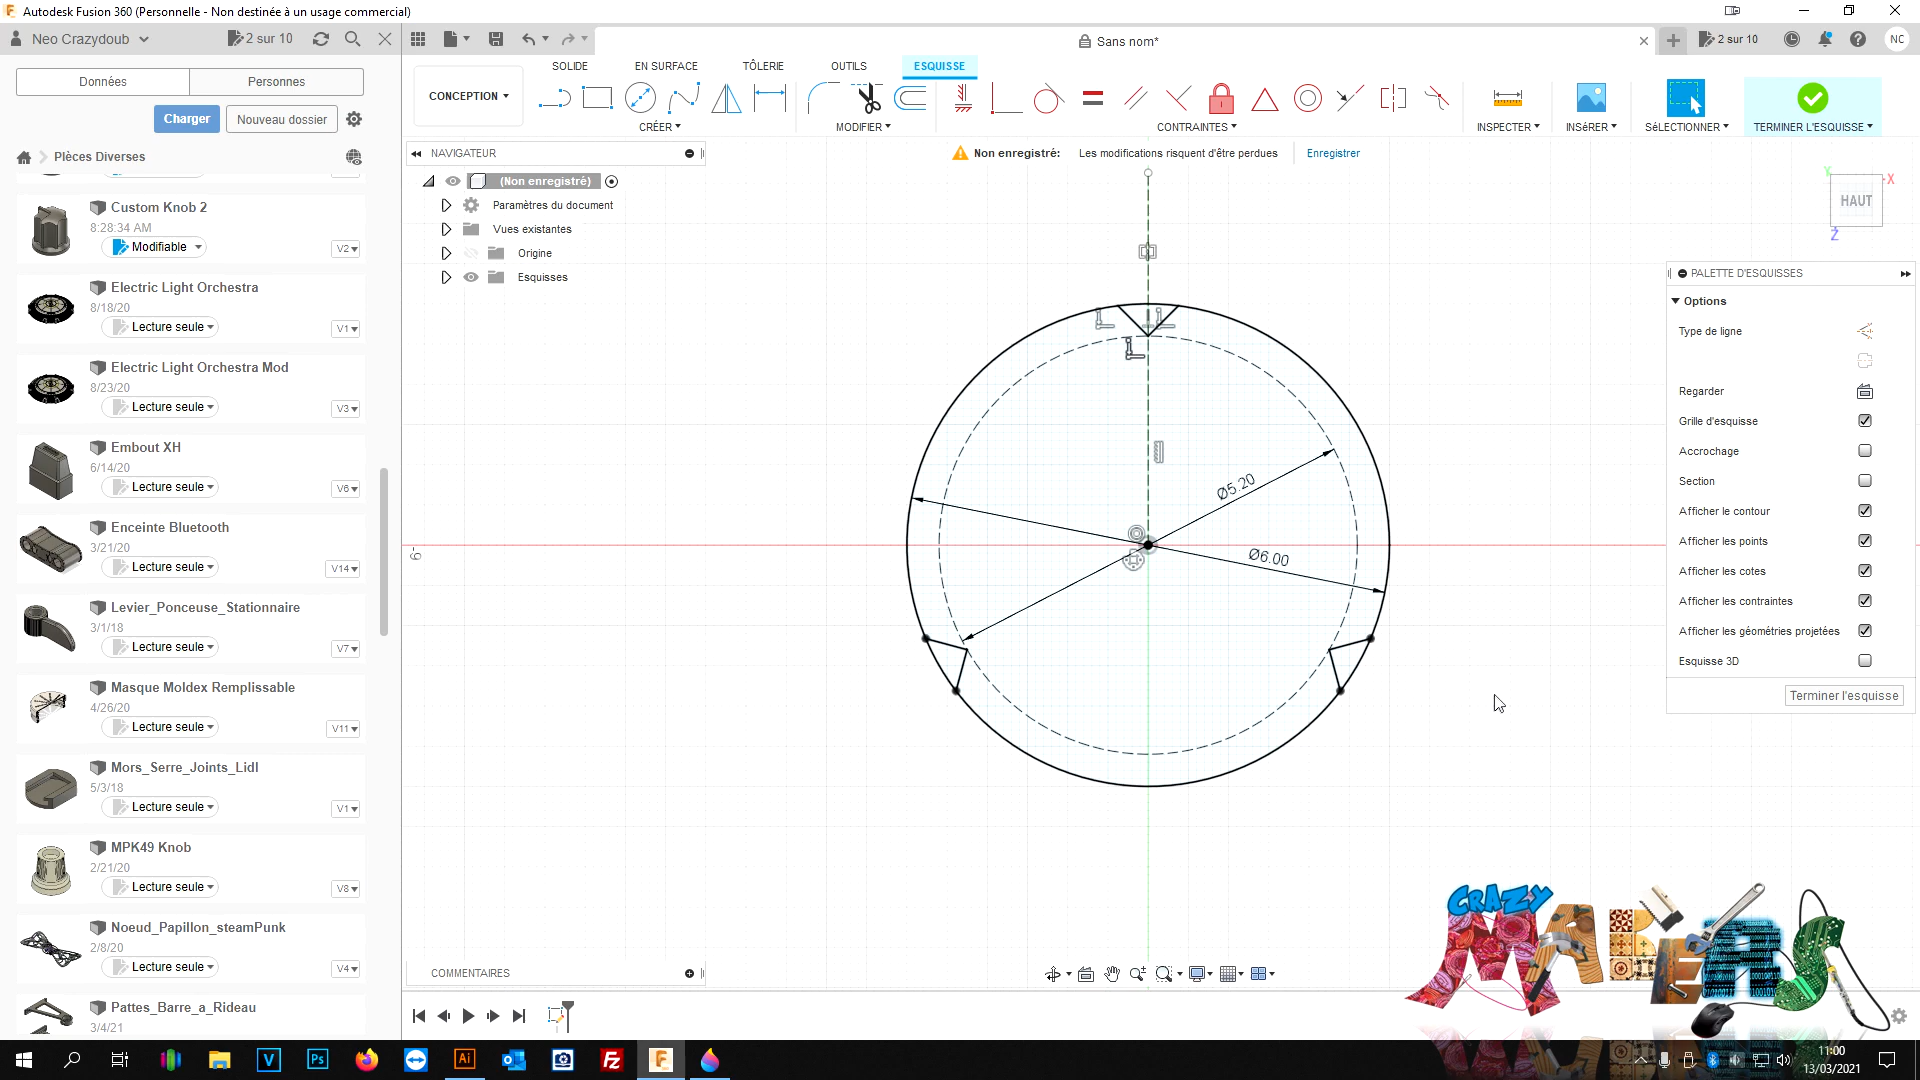 Autodesk Fusion 360 (Personnelle - Non destinée à un usage commercial)
Neo Crazydoub
2 sur 10
Sans nom*
2 sur 10
NC
Données
Personnes
Charger
Nouveau dossier
Pièces Diverses
Custom Knob 2
8:28:34 AM
Modifiable
V2
Electric Light Orchestra
8/18/20
Lecture seule
V1
Electric Light Orchestra Mod
8/23/20
Lecture seule
V3
Embout XH
6/14/20
Lecture seule
V6
Enceinte Bluetooth
3/21/20
Lecture seule
V14
Levier_Ponceuse_Stationnaire
3/1/18
Lecture seule
V7
Masque Moldex Remplissable
4/26/20
Lecture seule
V11
Mors_Serre_Joints_Lidl
5/3/18
Lecture seule
V1
MPK49 Knob
2/21/20
Lecture seule
V8
Noeud_Papillon_steamPunk
2/8/20
Lecture seule
V4
Pattes_Barre_a_Rideau
3/4/21
CONCEPTION
SOLIDE
EN SURFACE
TÔLERIE
OUTILS
ESQUISSE
CRÉER
MODIFIER
CONTRAINTES
INSPECTER
INSÉRER
SÉLECTIONNER
TERMINER L'ESQUISSE
NAVIGATEUR
Non enregistré:
Les modifications risquent d'être perdues
Enregistrer
(Non enregistré)
Paramètres du document
Vues existantes
Origine
Esquisses
HAUT
X
Y
Z
Ø5.20
Ø6.00
-6
PALETTE D'ESQUISSES
Options
Type de ligne
Regarder
Grille d'esquisse
Accrochage
Section
Afficher le contour
Afficher les points
Afficher les cotes
Afficher les contraintes
Afficher les géométries projetées
Esquisse 3D
Terminer l'esquisse
COMMENTAIRES
CRAZY
MABERS
V
Ps
Ai
Fz
F
11:00
13/03/2021